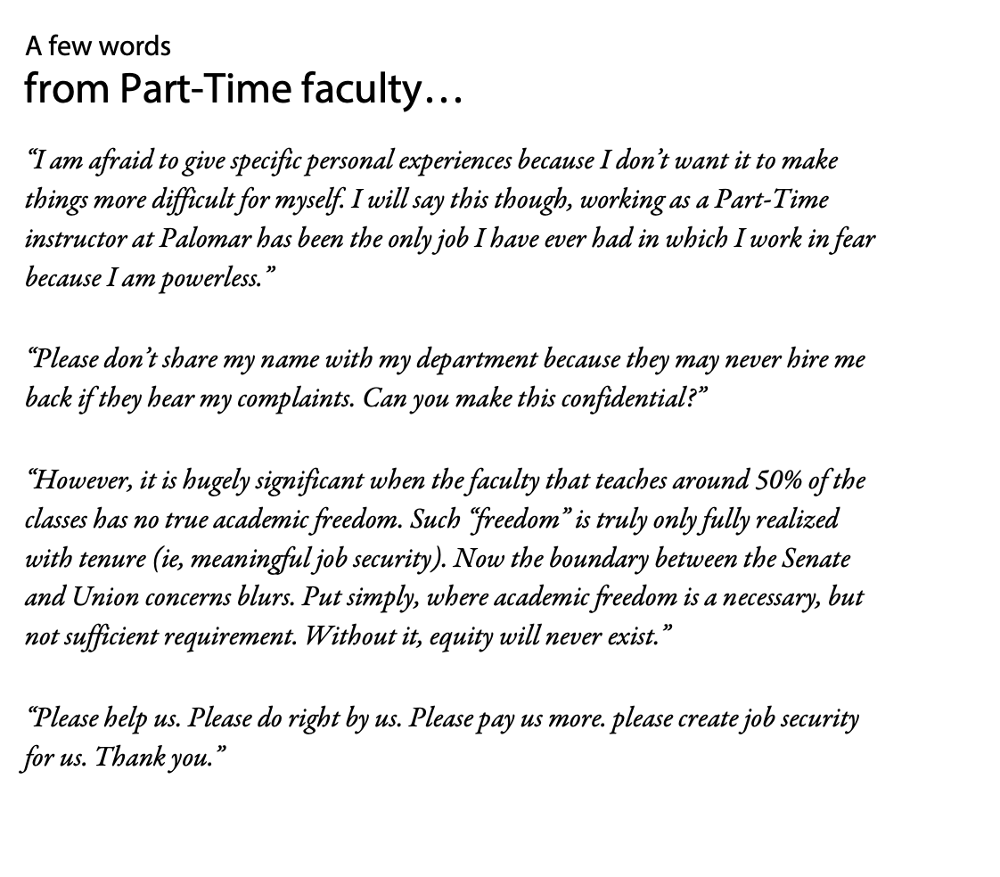 A few words
from Part-Time faculty…
“I am afraid to give specific personal experiences because I don’t want it to make
things more difficult for myself. I will say this though, working as a Part-Time
instructor at Palomar has been the only job I have ever had in which I work in fear
because I am powerless.”
“Please don’t share my name with my department because they may never hire me
back if they hear my complaints. Can you make this confidential?”
“However, it is hugely significant when the faculty that teaches around 50% of the
classes has no true academic freedom. Such “freedom” is truly only fully realized
with tenure (ie, meaningful job security). Now the boundary between the Senate
and Union concerns blurs. Put simply, where academic freedom is a necessary, but
not sufficient requirement. Without it, equity will never exist.”
“Please help us. Please do right by us. Please pay us more. please create job security
for us. Thank you.”